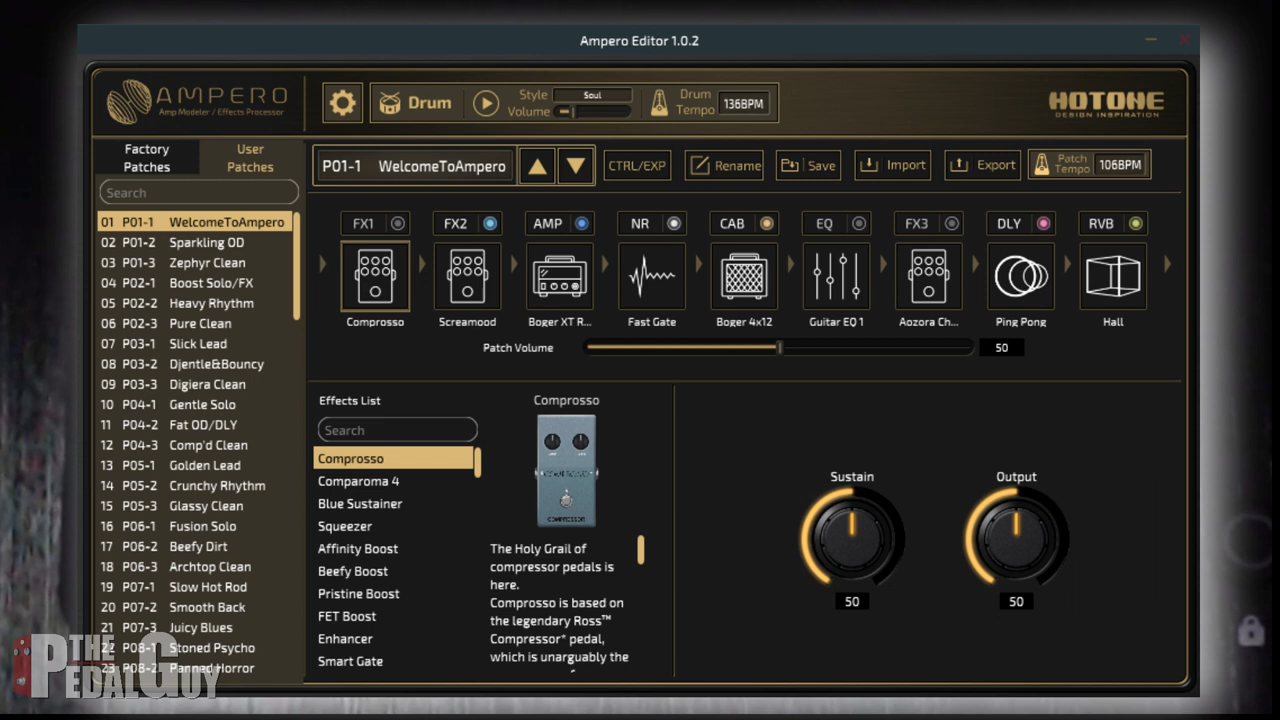 Ampero Editor 1.0.2
AMPERO
Amp Modeler / Effects Processor
Drum
Style
Soul
Volume
Drum
Tempo
136BPM
HOTONE
DESIGN INSPIRATION
Factory
Patches
User
Patches
Search
01 P01-1 WelcomeToAmpero
02 P01-2 Sparkling OD
03 P01-3 Zephyr Clean
04 P02-1 Boost Solo/FX
05 P02-2 Heavy Rhythm
06 P02-3 Pure Clean
07 P03-1 Slick Lead
08 P03-2 Djentle&Bouncy
09 P03-3 Digiera Clean
10 P04-1 Gentle Solo
11 P04-2 Fat OD/DLY
12 P04-3 Comp'd Clean
13 P05-1 Golden Lead
14 P05-2 Crunchy Rhythm
15 P05-3 Glassy Clean
16 P06-1 Fusion Solo
17 P06-2 Beefy Dirt
18 P06-3 Archtop Clean
19 P07-1 Slow Hot Rod
20 P07-2 Smooth Back
21 P07-3 Juicy Blues
22 P08-1 Stoned Psycho
23 P08-2 Panned Horror
P01-1 WelcomeToAmpero
CTRL/EXP
Rename
Save
Import
Export
Patch
Tempo
106BPM
FX1 FX2 AMP NR CAB EQ FX3 DLY RVB
Comprosso Screamood Boger XT R... Fast Gate Boger 4x12 Guitar EQ 1 Aozora Ch... Ping Pong Hall
Patch Volume 50
Effects List
Search
Comprosso
Comparoma 4
Blue Sustainer
Squeezer
Affinity Boost
Beefy Boost
Pristine Boost
FET Boost
Enhancer
Smart Gate
Comprosso
COMPROSSOR
The Holy Grail of
compressor pedals is
here.
Comprosso is based on
the legendary Ross™
Compressor* pedal,
which is unarguably the
Sustain
50
Output
50
THE
PEDAL GUY